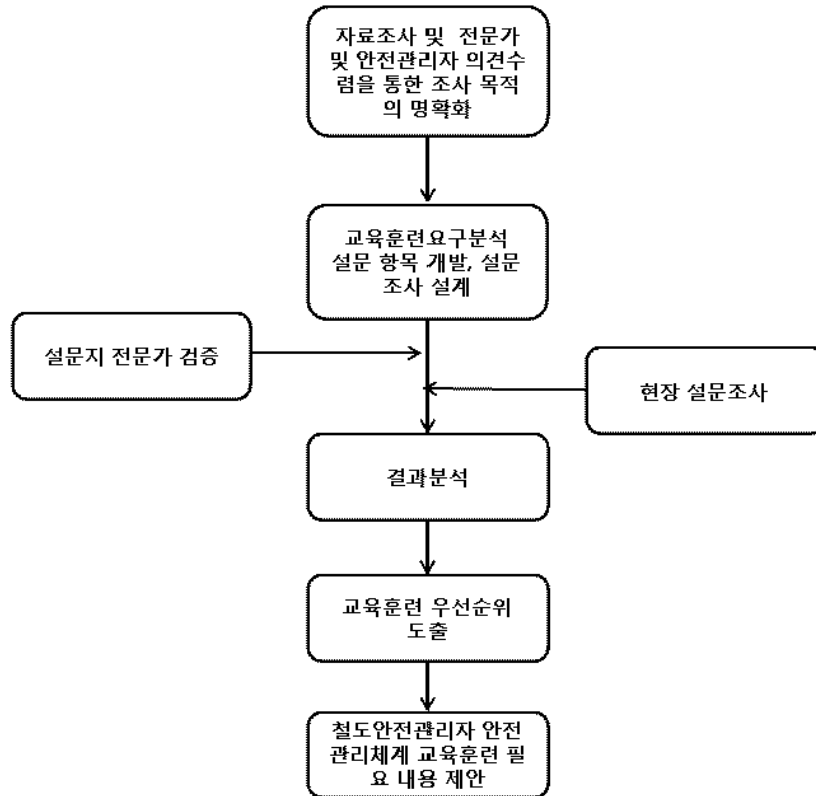 자료조사 및 전문가
및 안전관리자 의견수
렴을 통한 조사 목적
의 명확화
교육훈련요구분석
설문 항목 개발, 설문
조사 설계
설문지 전문가 검증
현장 설문조사
결과분석
교육훈련 우선순위
도출
철도안전관리자 안전
관리체계 교육훈련 필
요 내용 제안